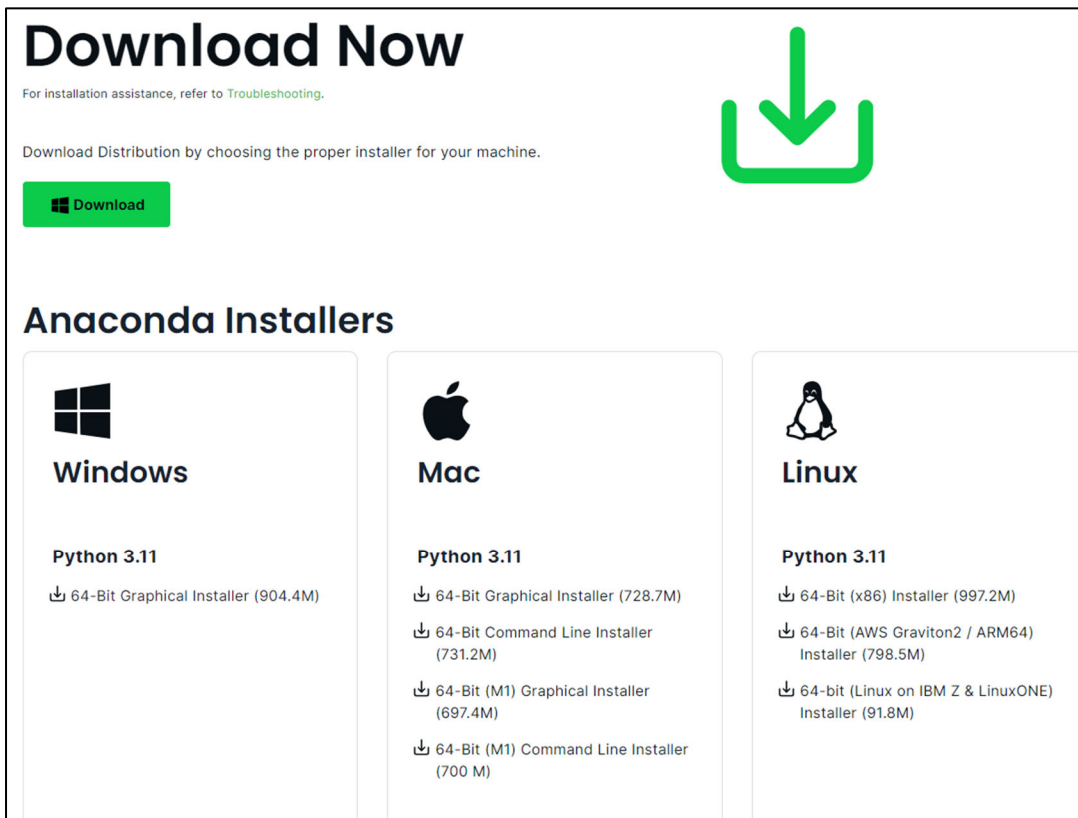 Download Now
For installation assistance, refer to Troubleshooting.
Download Distribution by choosing the proper installer for your machine.
Download
Anaconda Installers
Windows
Python 3.11
64-Bit Graphical Installer (904.4M)
Mac
Python 3.11
64-Bit Graphical Installer (728.7M)
64-Bit Command Line Installer
(731.2M)
64-Bit (M1) Graphical Installer
(697.4M)
64-Bit (M1) Command Line Installer
(700 M)
Linux
Python 3.11
64-Bit (x86) Installer (997.2M)
64-Bit (AWS Graviton2 / ARM64)
Installer (798.5M)
64-bit (Linux on IBM Z & LinuxONE)
Installer (91.8M)